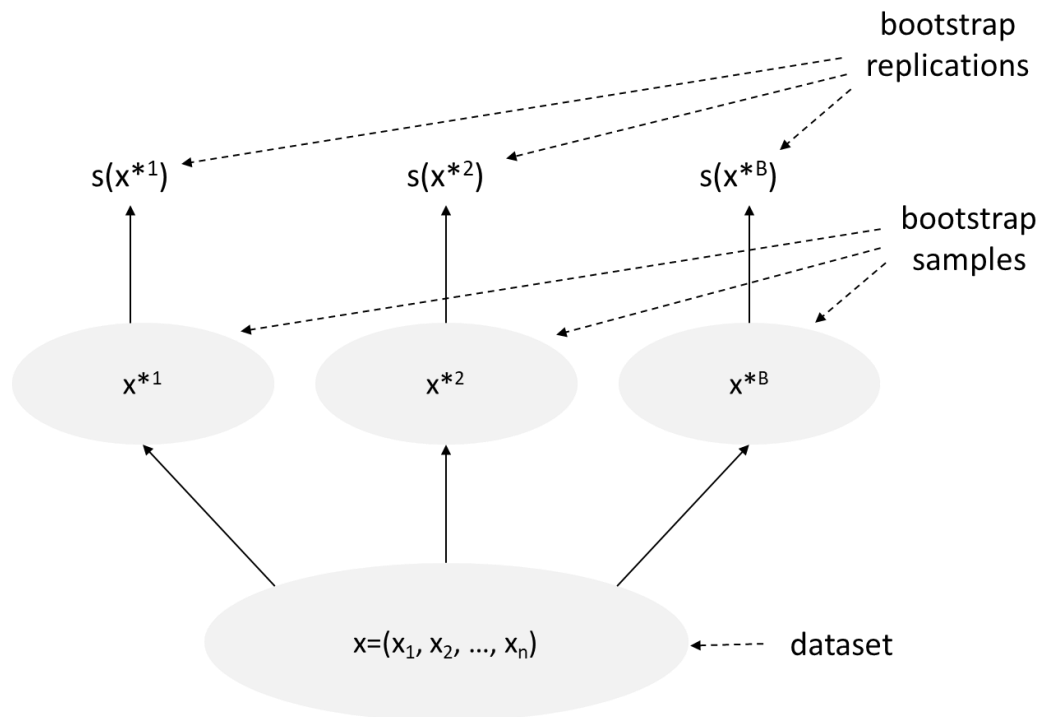 bootstrap
replications
s(x*¹) s(x*²) s(x*ᴮ)
bootstrap
samples
x*¹ x*² x*ᴮ
x=(x₁, x₂, ..., xₙ) dataset